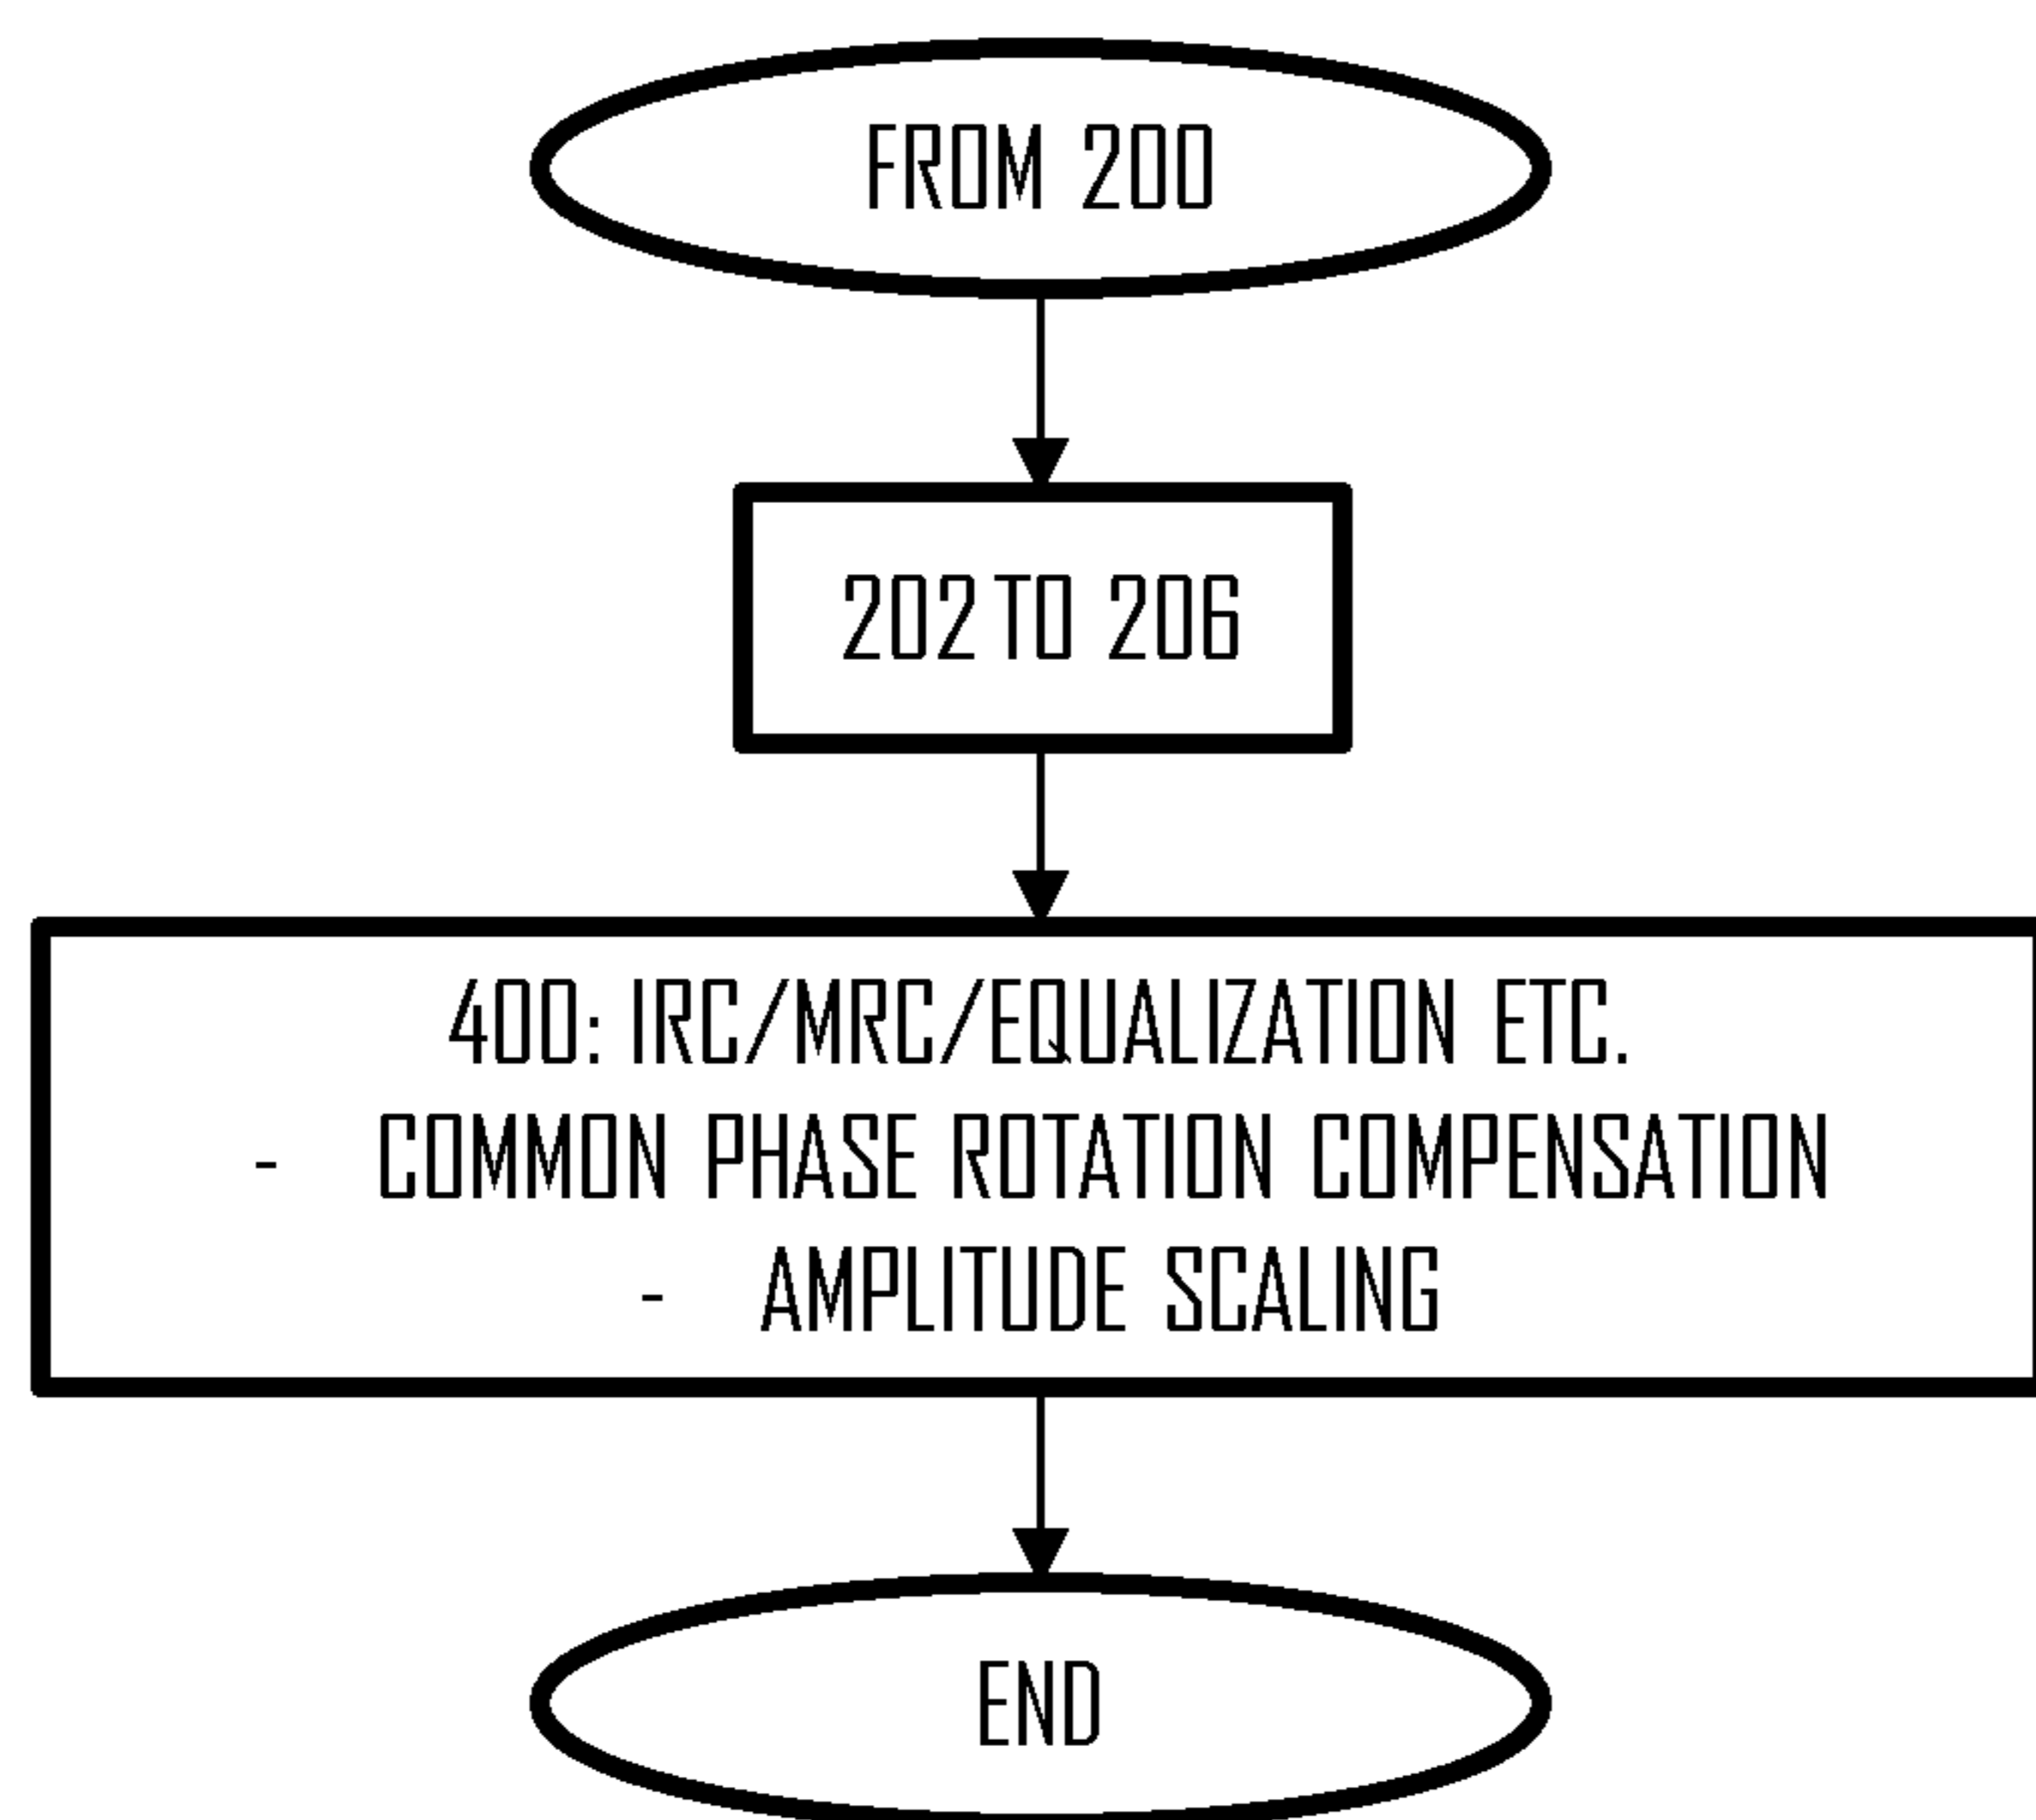 FROM 200
202 TO 206
400: IRC/MRC/EQUALIZATION ETC.
- COMMON PHASE ROTATION COMPENSATION
- AMPLITUDE SCALING
END